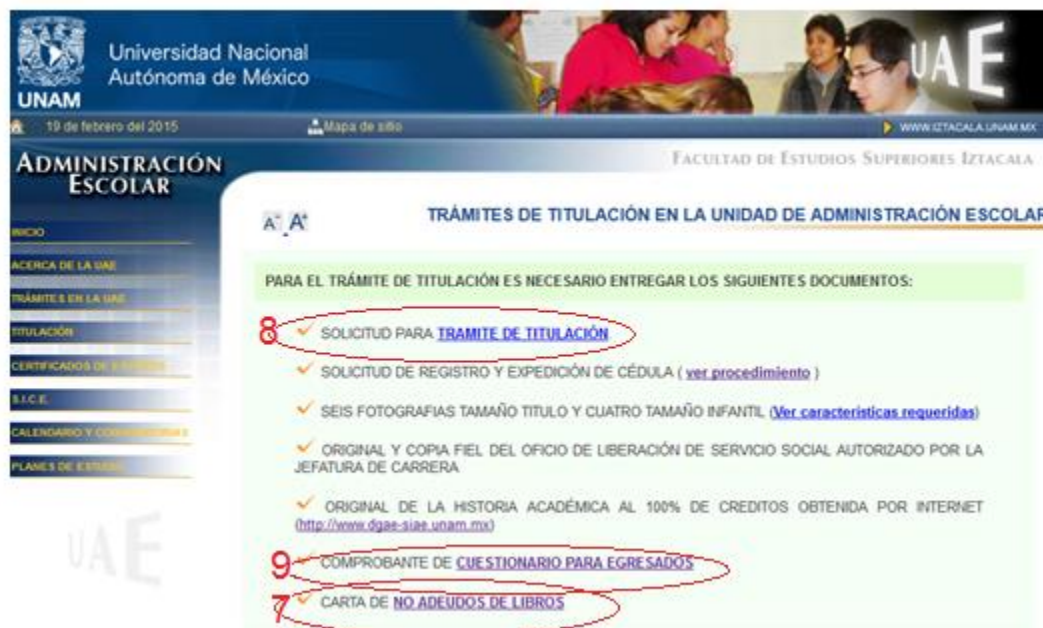 Universidad Nacional
Autónoma de México
UNAM
UAE
19 de febrero del 2015
Mapa de sitio
WWW.IZTACALA.UNAM.MX
ADMINISTRACIÓN
ESCOLAR
FACULTAD DE ESTUDIOS SUPERIORES IZTACALA
A- A+
TRÁMITES DE TITULACIÓN EN LA UNIDAD DE ADMINISTRACIÓN ESCOLAR
INICIO
ACERCA DE LA UAE
TRÁMITES EN LA UAE
TITULACIÓN
CERTIFICADOS DE
S.I.C.E.
CALENDARIO Y
PLANES DE
UAE
PARA EL TRÁMITE DE TITULACIÓN ES NECESARIO ENTREGAR LOS SIGUIENTES DOCUMENTOS:
8 SOLICITUD PARA TRAMITE DE TITULACIÓN
SOLICITUD DE REGISTRO Y EXPEDICIÓN DE CÉDULA ( ver procedimiento )
SEIS FOTOGRAFIAS TAMAÑO TITULO Y CUATRO TAMAÑO INFANTIL (Ver características requeridas)
ORIGINAL Y COPIA FIEL DEL OFICIO DE LIBERACIÓN DE SERVICIO SOCIAL AUTORIZADO POR LA
JEFATURA DE CARRERA
ORIGINAL DE LA HISTORIA ACADÉMICA AL 100% DE CREDITOS OBTENIDA POR INTERNET
(http://www.dgae-siae.unam.mx)
9 COMPROBANTE DE CUESTIONARIO PARA EGRESADOS
7 CARTA DE NO ADEUDOS DE LIBROS